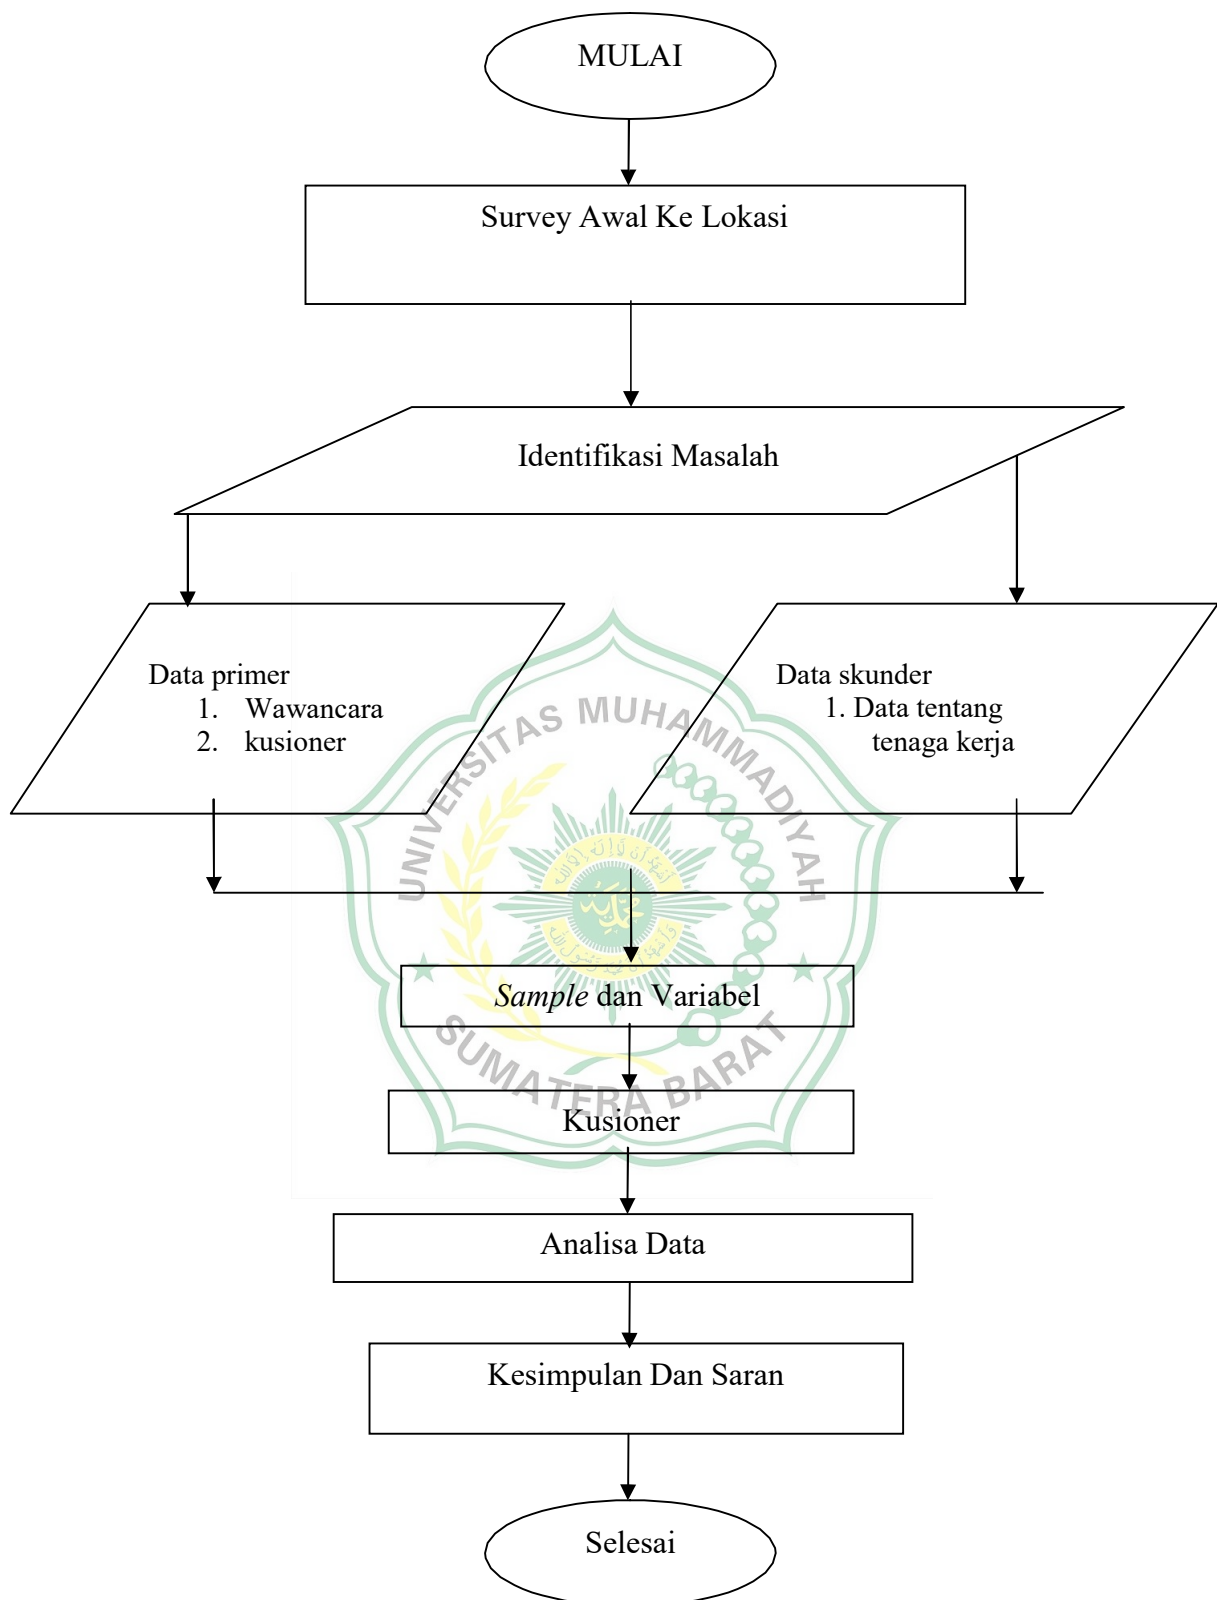 MULAI
Survey Awal Ke Lokasi
Identifikasi Masalah
Data primer
1. Wawancara
2. kusioner
Data skunder
1. Data tentang
tenaga kerja
UNIVERSITAS MUHAMMADIYAH
SUMATERA BARAT
Sample dan Variabel
Kusioner
Analisa Data
Kesimpulan Dan Saran
Selesai